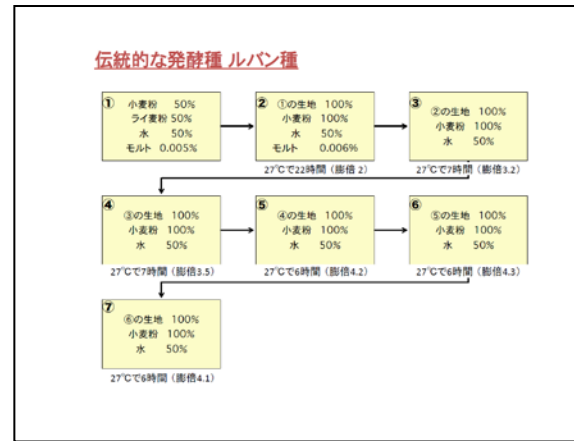 伝統的な発酵種 ルバン種
①
小麦粉 50%
ライ麦粉 50%
水 50%
モルト 0.005%
②
①の生地 100%
小麦粉 100%
水 50%
モルト 0.006%
27℃で22時間(膨倍 2)
③
②の生地 100%
小麦粉 100%
水 50%
27℃で7時間(膨倍3.2)
④
③の生地 100%
小麦粉 100%
水 50%
27℃で7時間(膨倍3.5)
⑤
④の生地 100%
小麦粉 100%
水 50%
27℃で6時間(膨倍4.2)
⑥
⑤の生地 100%
小麦粉 100%
水 50%
27℃で6時間(膨倍4.3)
⑦
⑥の生地 100%
小麦粉 100%
水 50%
27℃で6時間(膨倍4.1)